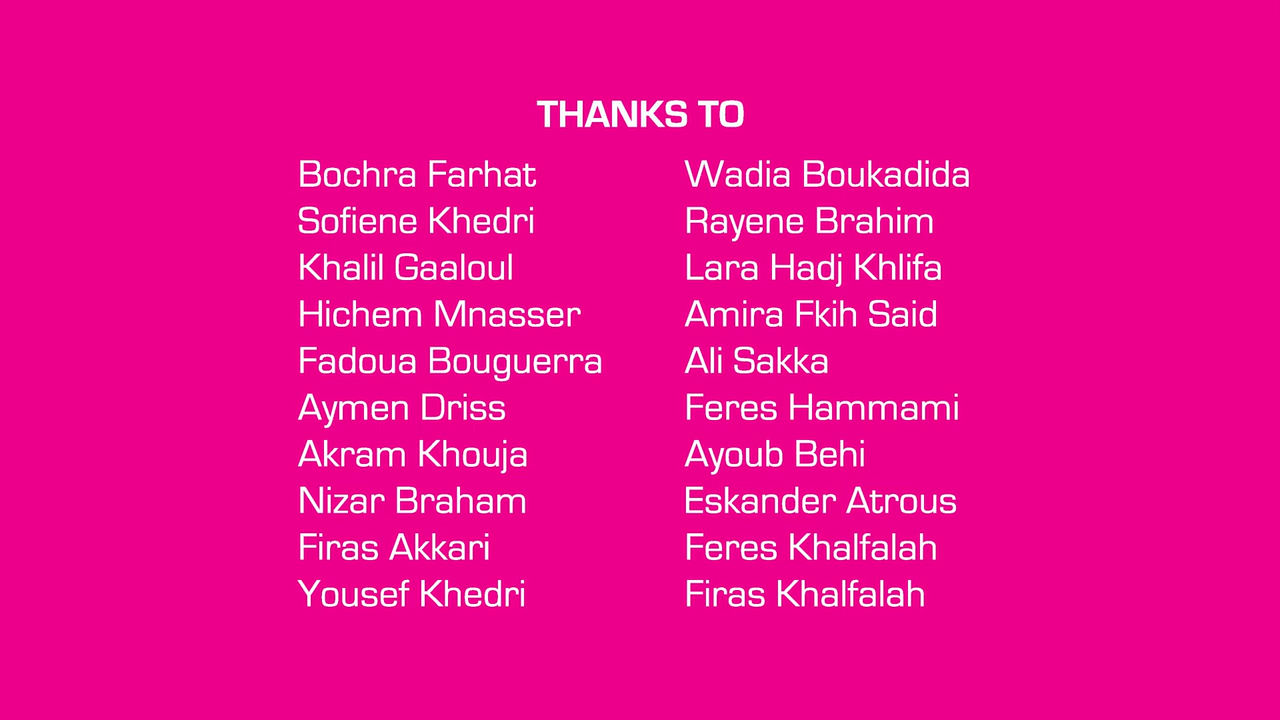 THANKS TO
Bochra Farhat
Sofiene Khedri
Khalil Gaaloul
Hichem Mnasser
Fadoua Bouguerra
Aymen Driss
Akram Khouja
Nizar Braham
Firas Akkari
Yousef Khedri
Wadia Boukadida
Rayene Brahim
Lara Hadj Khlifa
Amira Fkih Said
Ali Sakka
Feres Hammami
Ayoub Behi
Eskander Atrous
Feres Khalfalah
Firas Khalfalah